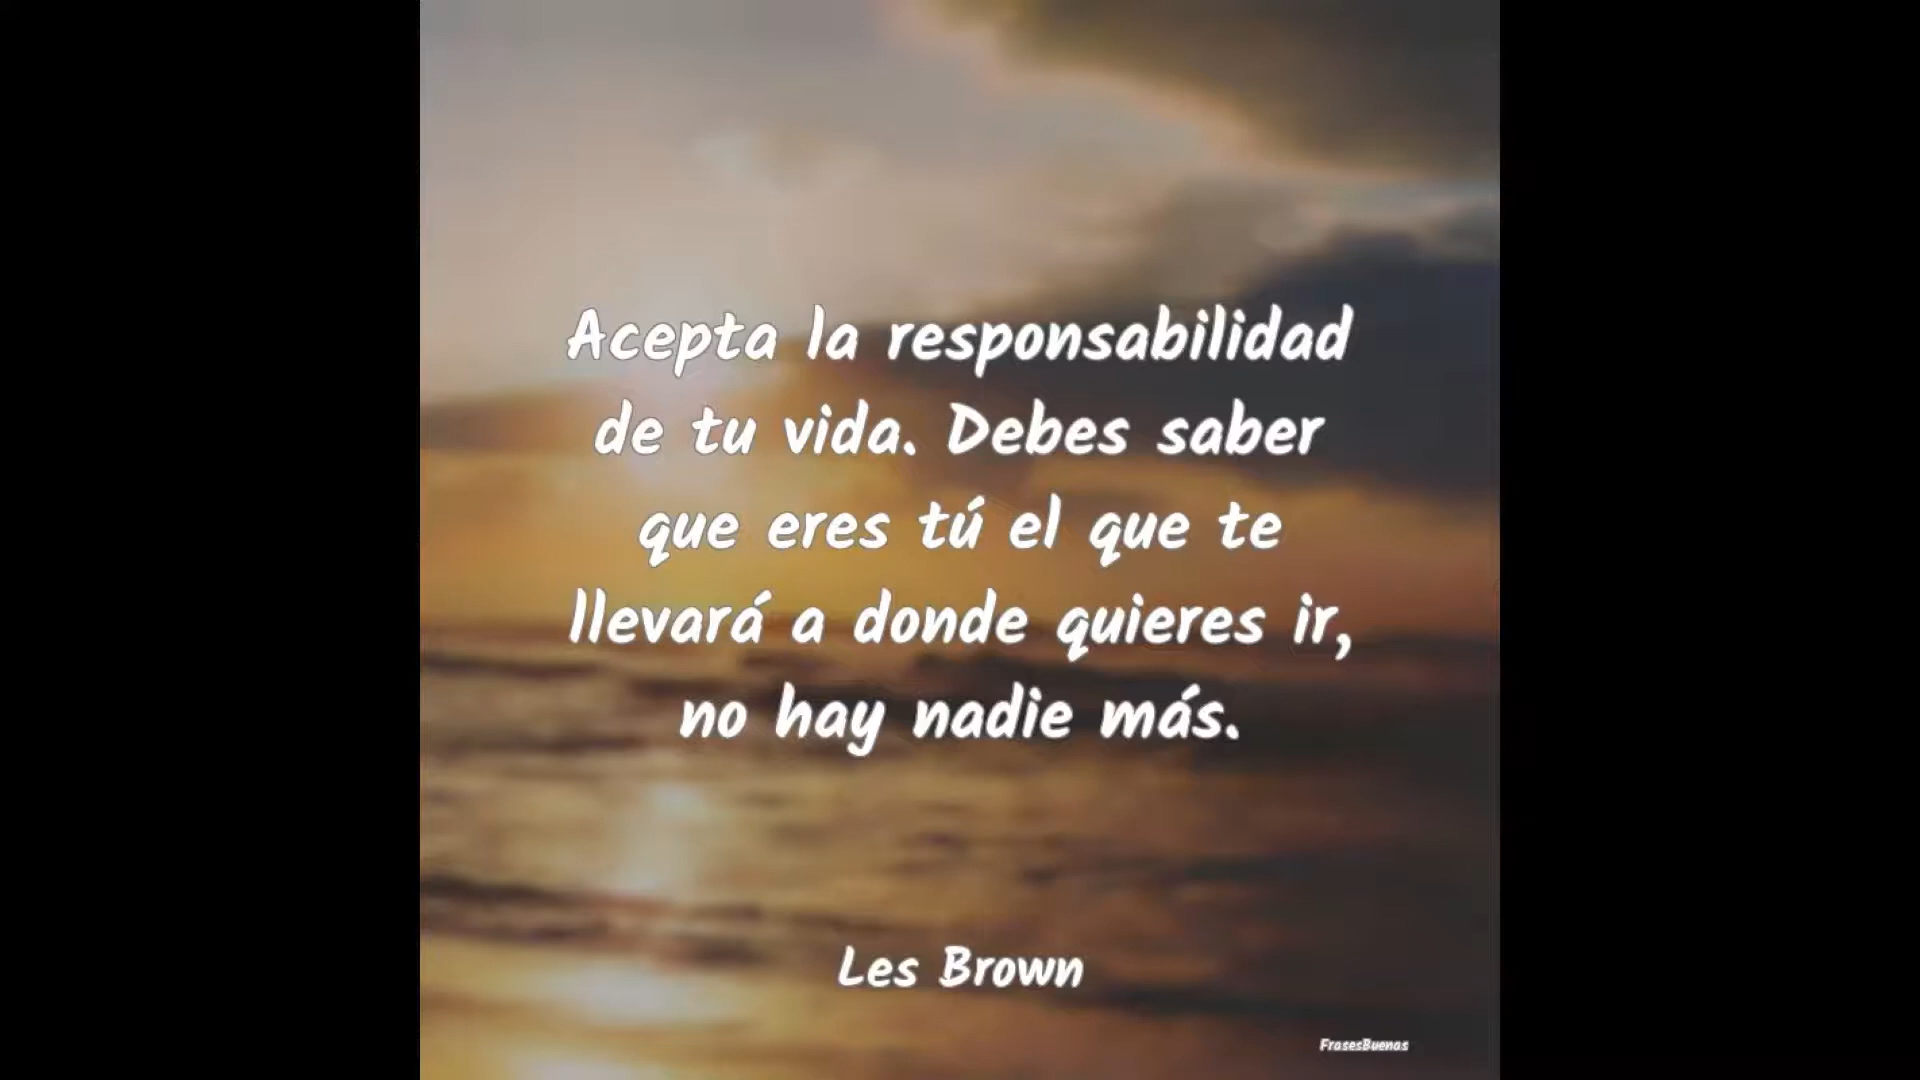 Acepta la responsabilidad
de tu vida. Debes saber
que eres tú el que te
llevará a donde quieres ir,
no hay nadie más.
Les Brown
FrasesBuenas